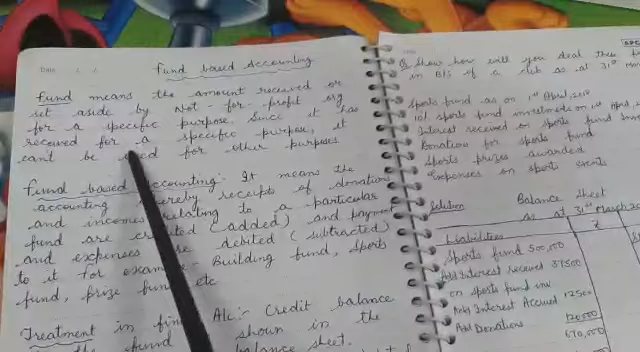 Fund based Accounting
Fund means the amount received or
set aside by Not-for-profit org
for a specific purpose. Since it has
received for a specific purpose, it
can't be used for other purposes
Fund based Accounting:- It means the
accounting whereby receipts of donation
and incomes relating to a particular
fund are credited (added) and payment
and expenses are debited (subtracted)
to it for example- Building fund, Sports
fund, prize fund etc
Treatment in Alc:- Credit balance
the fund shown in the
balance sheet.
Q Show how will you deal
in B/S of a club as at 31st
Sports fund as on 1st April, 2018
10% sports fund investments on 1st April,
Interest received on sports fund
Donations for sports fund
Sports prizes awarded
expenses on sports events
Solution
Balance Sheet
as at 31st March
Liabilities ₹
Sports fund 500,000
Add Interest received 37500
on sports fund inv
Add Interest Accrued 12500
Add Donations 120000
670,000